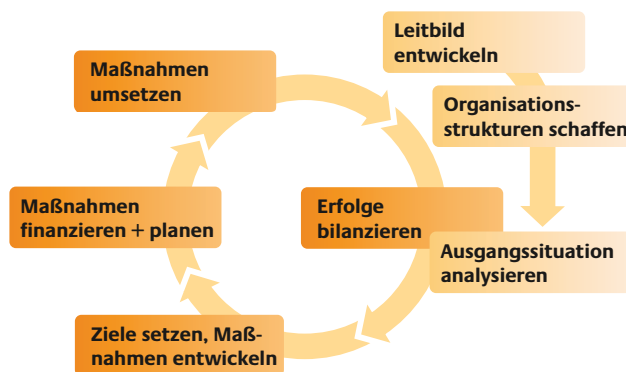 Leitbild
entwickeln
Organisations-
strukturen schaffen
Ausgangssituation
analysieren
Erfolge
bilanzieren
Ziele setzen, Maß-
nahmen entwickeln
Maßnahmen
finanzieren + planen
Maßnahmen
umsetzen